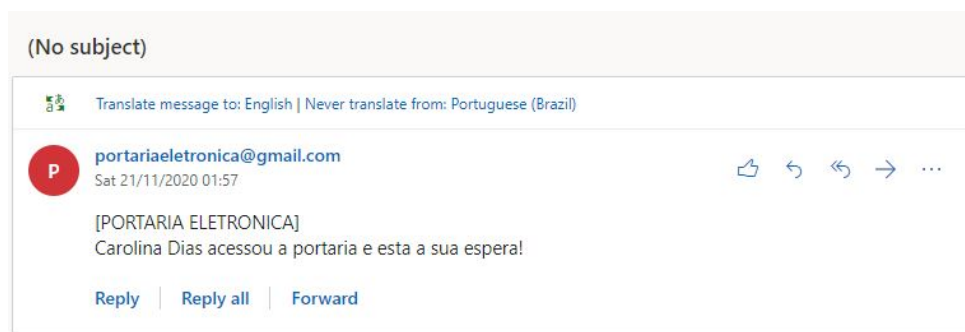 (No subject)
Translate message to: English | Never translate from: Portuguese (Brazil)
P
portariaeletronica@gmail.com
Sat 21/11/2020 01:57
[PORTARIA ELETRONICA]
Carolina Dias acessou a portaria e esta a sua espera!
Reply | Reply all | Forward